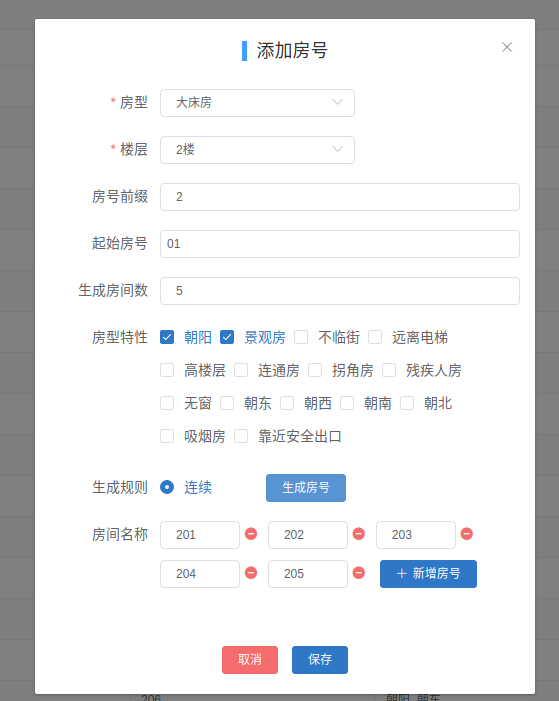 添加房号
* 房型 大床房
* 楼层 2楼
房号前缀 2
起始房号 01
生成房间数 5
房型特性 朝阳 景观房 不临街 远离电梯
高楼层 连通房 拐角房 残疾人房
无窗 朝东 朝西 朝南 朝北
吸烟房 靠近安全出口
生成规则 连续 生成房号
房间名称 201 202 203
204 205 + 新增房号
取消 保存
206 朝阳 朝东